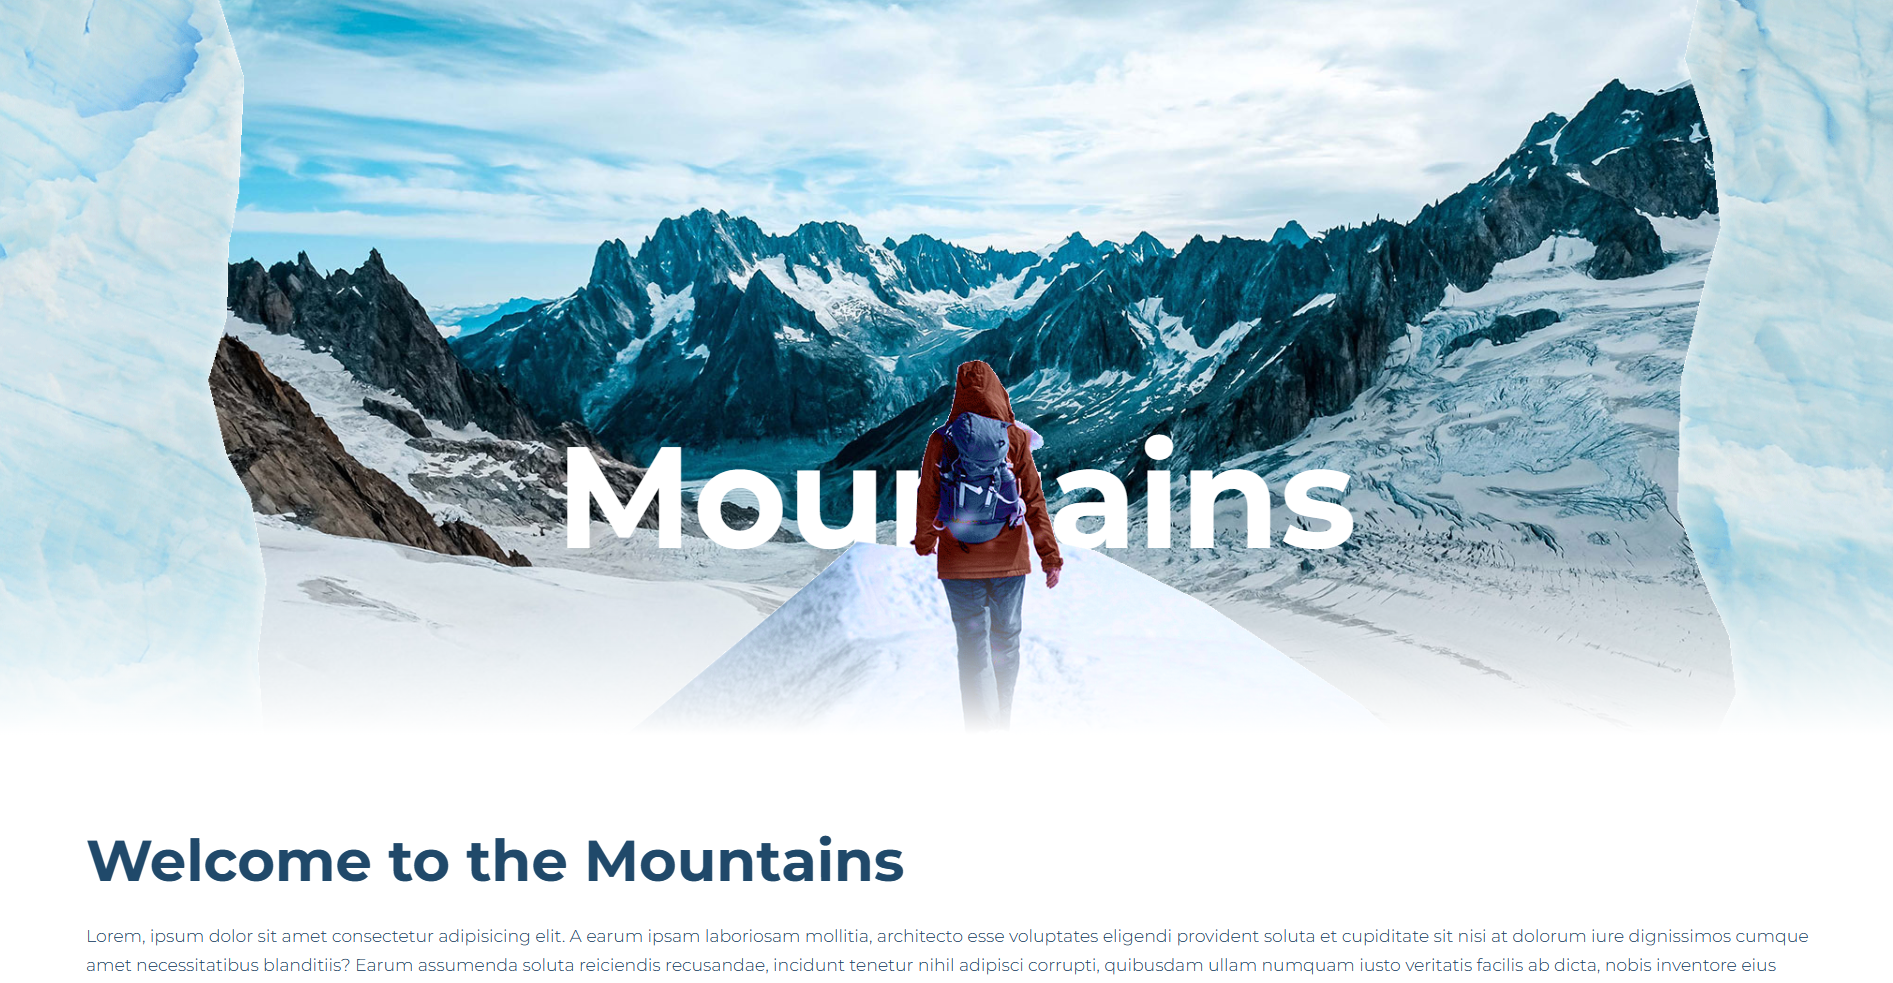 Mountains
Welcome to the Mountains
Lorem, ipsum dolor sit amet consectetur adipisicing elit. A earum ipsam laboriosam mollitia, architecto esse voluptates eligendi provident soluta et cupiditate sit nisi at dolorum iure dignissimos cumque
amet necessitatibus blanditiis? Earum assumenda soluta reiciendis recusandae, incidunt tenetur nihil adipisci corrupti, quibusdam ullam numquam iusto veritatis facilis ab dicta, nobis inventore eius